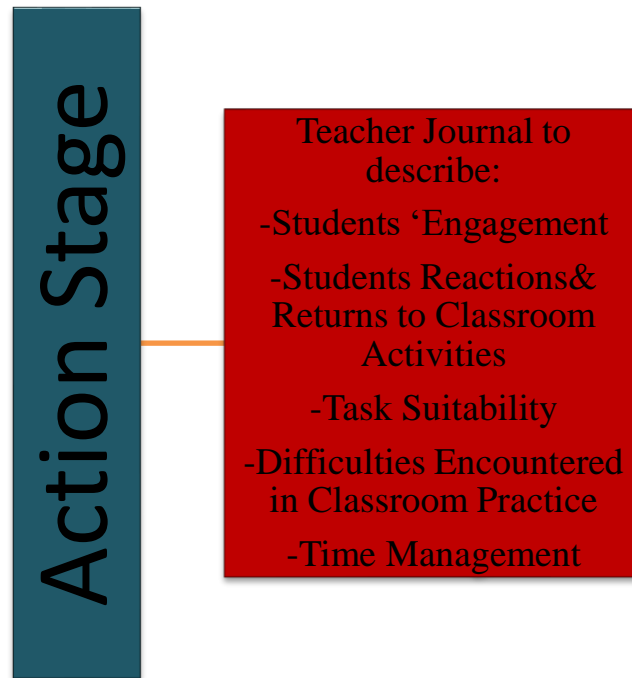 Action Stage
Teacher Journal to
describe:
-Students ‘Engagement
-Students Reactions&
Returns to Classroom
Activities
-Task Suitability
-Difficulties Encountered
in Classroom Practice
-Time Management